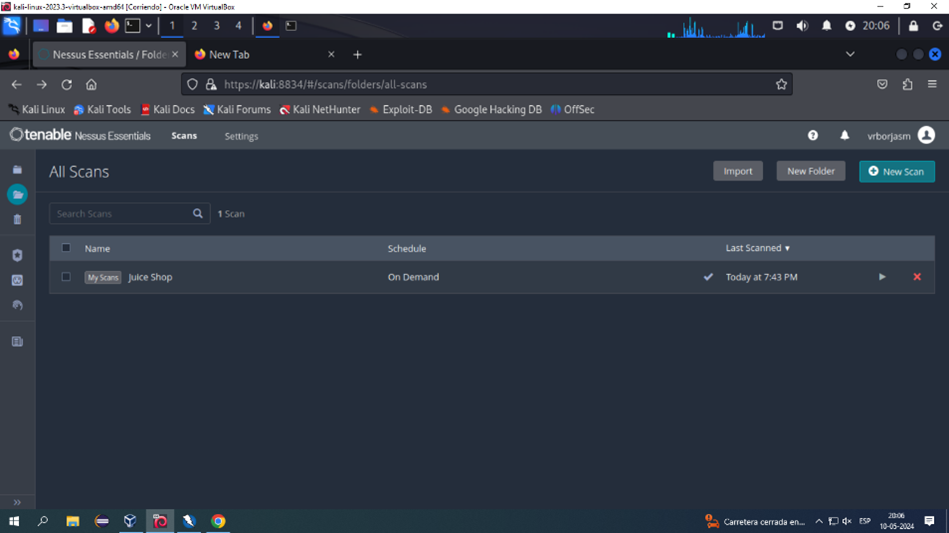 kali-linux-2023.3-virtualbox-amd64 [Corriendo] - Oracle VM VirtualBox
1 2 3 4 20:06
Nessus Essentials / Folde New Tab
https://kali:8834/#/scans/folders/all-scans
Kali Linux Kali Tools Kali Docs Kali Forums Kali NetHunter Exploit-DB Google Hacking DB OffSec
tenable Nessus Essentials Scans Settings vrborjasm
All Scans Import New Folder New Scan
Search Scans 1 Scan
Name Schedule Last Scanned
My Scans Juice Shop On Demand Today at 7:43 PM
Carretera cerrada en... ESP 20:06
10-05-2024